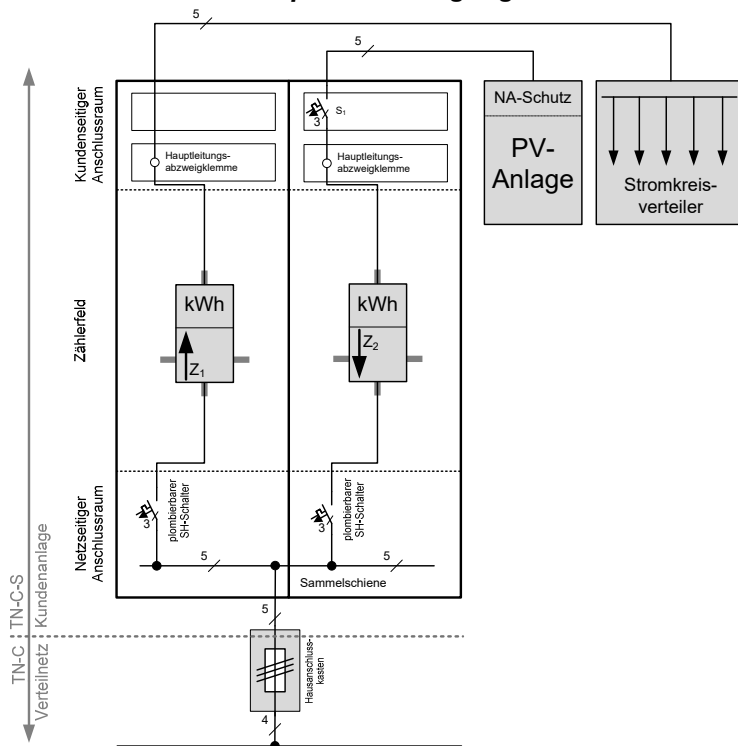 5
5
Kundenseitiger
Anschlussraum
S1
3
Hauptleitungs-
abzweigklemme
Hauptleitungs-
abzweigklemme
NA-Schutz
PV-
Anlage
Stromkreis-
verteiler
Zählerfeld
kWh
Z1
kWh
Z2
Netzseitiger
Anschlussraum
3
plombierbarer
SH-Schalter
3
plombierbarer
SH-Schalter
5
5
Sammelschiene
TN-C-S
Kundenanlage
5
TN-C
Verteilnetz
Hausanschluss-
kasten
4